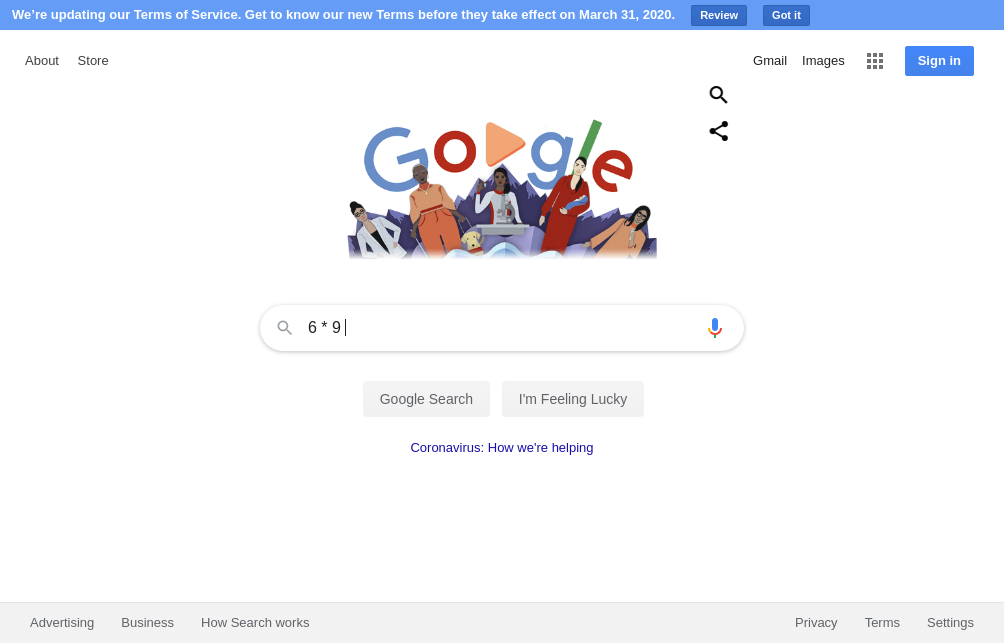 We’re updating our Terms of Service. Get to know our new Terms before they take effect on March 31, 2020. Review Got it
About Store Gmail Images Sign in
Google
6 * 9
Google Search I'm Feeling Lucky
Coronavirus: How we're helping
Advertising Business How Search works Privacy Terms Settings